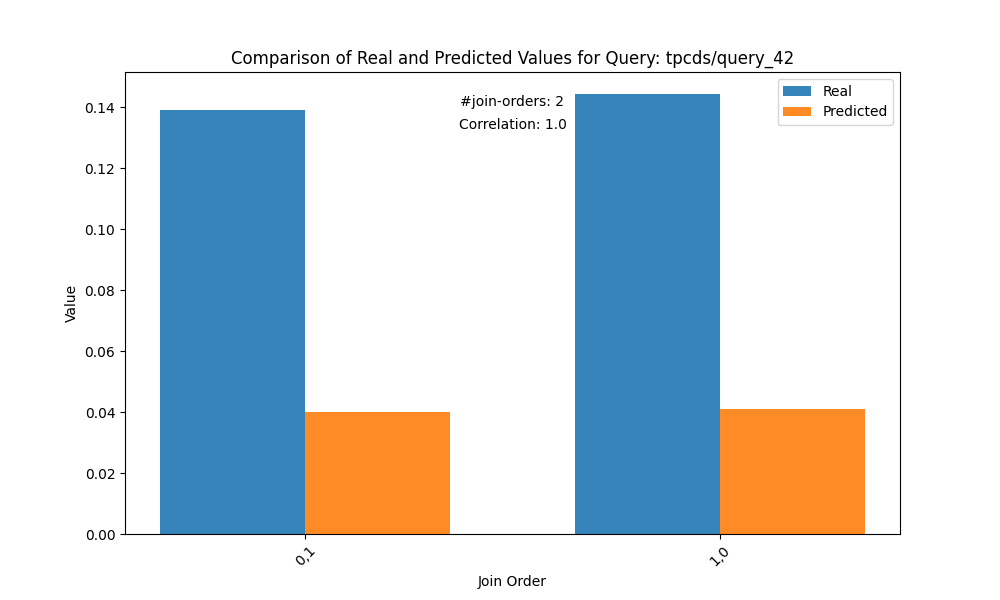 Comparison of Real and Predicted Values for Query: tpcds/query_42
#join-orders: 2
Correlation: 1.0
Real
Predicted
Value
0.14
0.12
0.10
0.08
0.06
0.04
0.02
0.00
0,1
1,0
Join Order